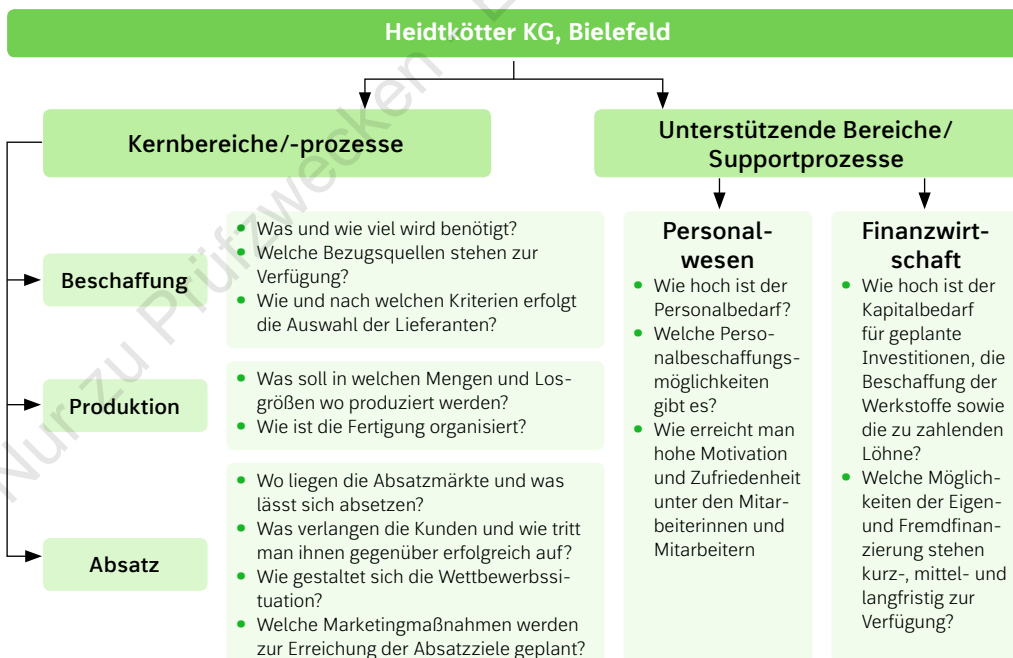 Heidtkötter KG, Bielefeld
Kernbereiche/-prozesse
Unterstützende Bereiche/
Supportprozesse
Beschaffung
• Was und wie viel wird benötigt?
• Welche Bezugsquellen stehen zur
Verfügung?
• Wie und nach welchen Kriterien erfolgt
die Auswahl der Lieferanten?
Produktion
• Was soll in welchen Mengen und Los-
größen wo produziert werden?
• Wie ist die Fertigung organisiert?
Absatz
• Wo liegen die Absatzmärkte und was
lässt sich absetzen?
• Was verlangen die Kunden und wie tritt
man ihnen gegenüber erfolgreich auf?
• Wie gestaltet sich die Wettbewerbssi-
tuation?
• Welche Marketingmaßnahmen werden
zur Erreichung der Absatzziele geplant?
Personal-
wesen
• Wie hoch ist der
Personalbedarf?
• Welche Perso-
nalbeschaffungs-
möglichkeiten
gibt es?
• Wie erreicht man
hohe Motivation
und Zufriedenheit
unter den Mitar-
beiterinnen und
Mitarbeitern
Finanzwirt-
schaft
• Wie hoch ist der
Kapitalbedarf
für geplante
Investitionen, die
Beschaffung der
Werkstoffe sowie
die zu zahlenden
Löhne?
• Welche Möglich-
keiten der Eigen-
und Fremdfinan-
zierung stehen
kurz-, mittel- und
langfristig zur
Verfügung?
Nur zu Prüfzwecken -